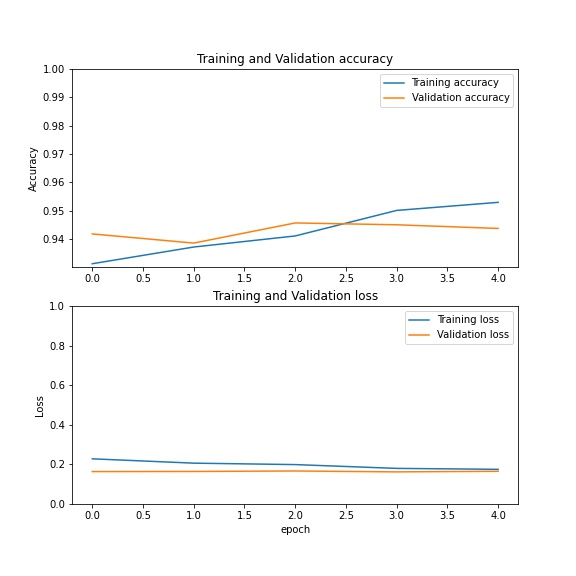 Training and Validation accuracy
1.00
0.99
0.98
0.97
0.96
0.95
0.94
Accuracy
Training accuracy
Validation accuracy
0.0 0.5 1.0 1.5 2.0 2.5 3.0 3.5 4.0
Training and Validation loss
1.0
0.8
0.6
0.4
0.2
0.0
Loss
Training loss
Validation loss
0.0 0.5 1.0 1.5 2.0 2.5 3.0 3.5 4.0
epoch